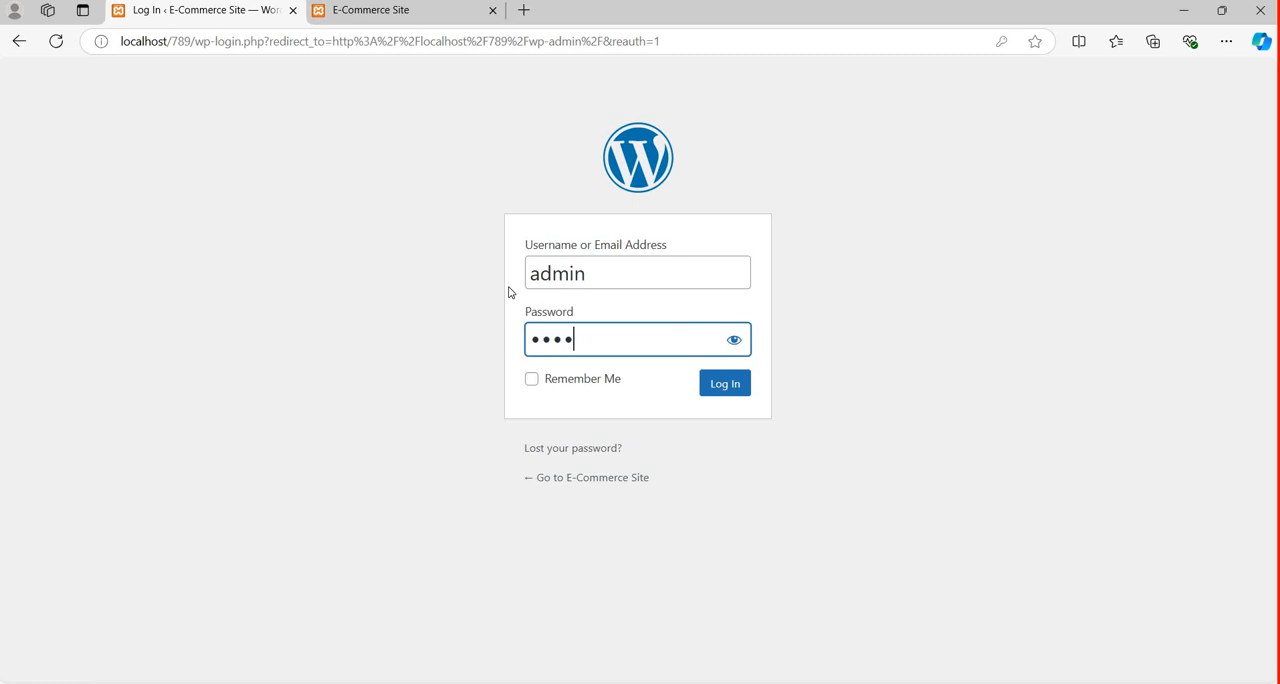 Log In ‹ E-Commerce Site — Wor
E-Commerce Site
localhost/789/wp-login.php?redirect_to=http%3A%2F%2Flocalhost%2F789%2Fwp-admin%2F&reauth=1
Username or Email Address
admin
Password
••••
Remember Me
Log In
Lost your password?
← Go to E-Commerce Site